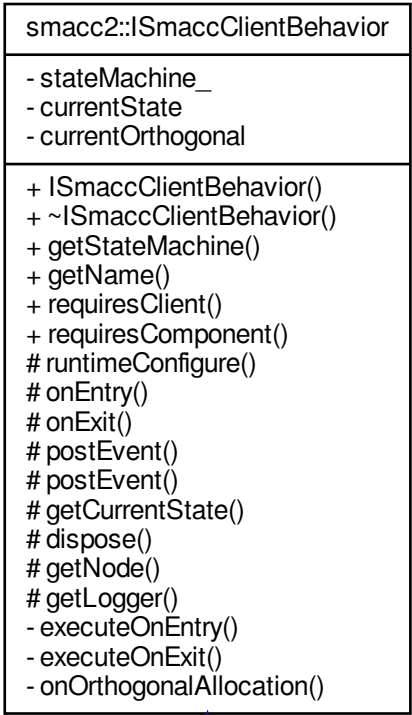 smacc2::ISmaccClientBehavior
- stateMachine_
- currentState
- currentOrthogonal
+ ISmaccClientBehavior()
+ ~ISmaccClientBehavior()
+ getStateMachine()
+ getName()
+ requiresClient()
+ requiresComponent()
# runtimeConfigure()
# onEntry()
# onExit()
# postEvent()
# postEvent()
# getCurrentState()
# dispose()
# getNode()
# getLogger()
- executeOnEntry()
- executeOnExit()
- onOrthogonalAllocation()